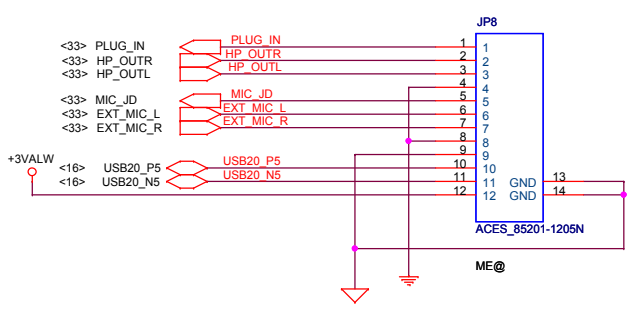 JP8
<33> PLUG_IN PLUG_IN 1 1
<33> HP_OUTR HP_OUTR 2 2
<33> HP_OUTL HP_OUTL 3 3
4 4
<33> MIC_JD MIC_JD 5 5
<33> EXT_MIC_L EXT_MIC_L 6 6
<33> EXT_MIC_R EXT_MIC_R 7 7
8 8
9 9
+3VALW
<16> USB20_P5 USB20_P5 10 10
<16> USB20_N5 USB20_N5 11 11 GND 13
12 12 GND 14
ACES_85201-1205N
ME@